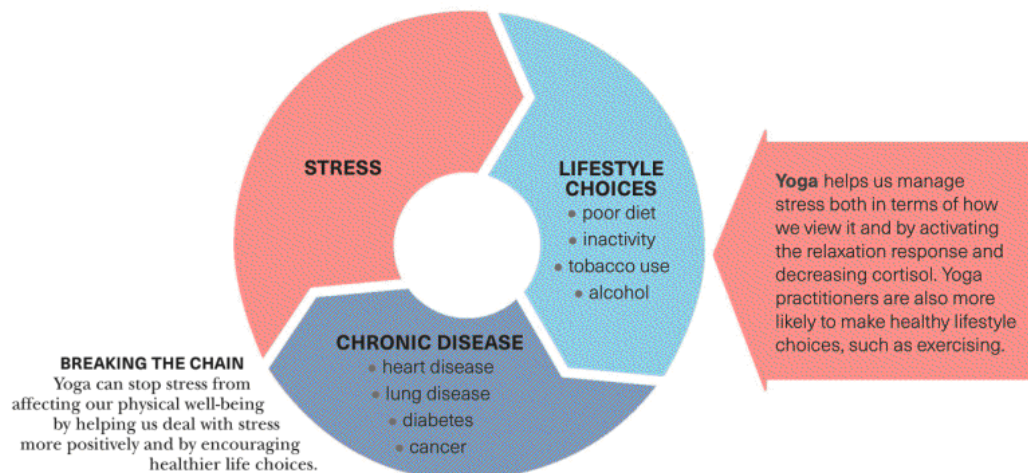 STRESS
LIFESTYLE
CHOICES
• poor diet
• inactivity
• tobacco use
• alcohol
Yoga helps us manage
stress both in terms of how
we view it and by activating
the relaxation response and
decreasing cortisol. Yoga
practitioners are also more
likely to make healthy lifestyle
choices, such as exercising.
CHRONIC DISEASE
• heart disease
• lung disease
• diabetes
• cancer
BREAKING THE CHAIN
Yoga can stop stress from
affecting our physical well-being
by helping us deal with stress
more positively and by encouraging
healthier life choices.